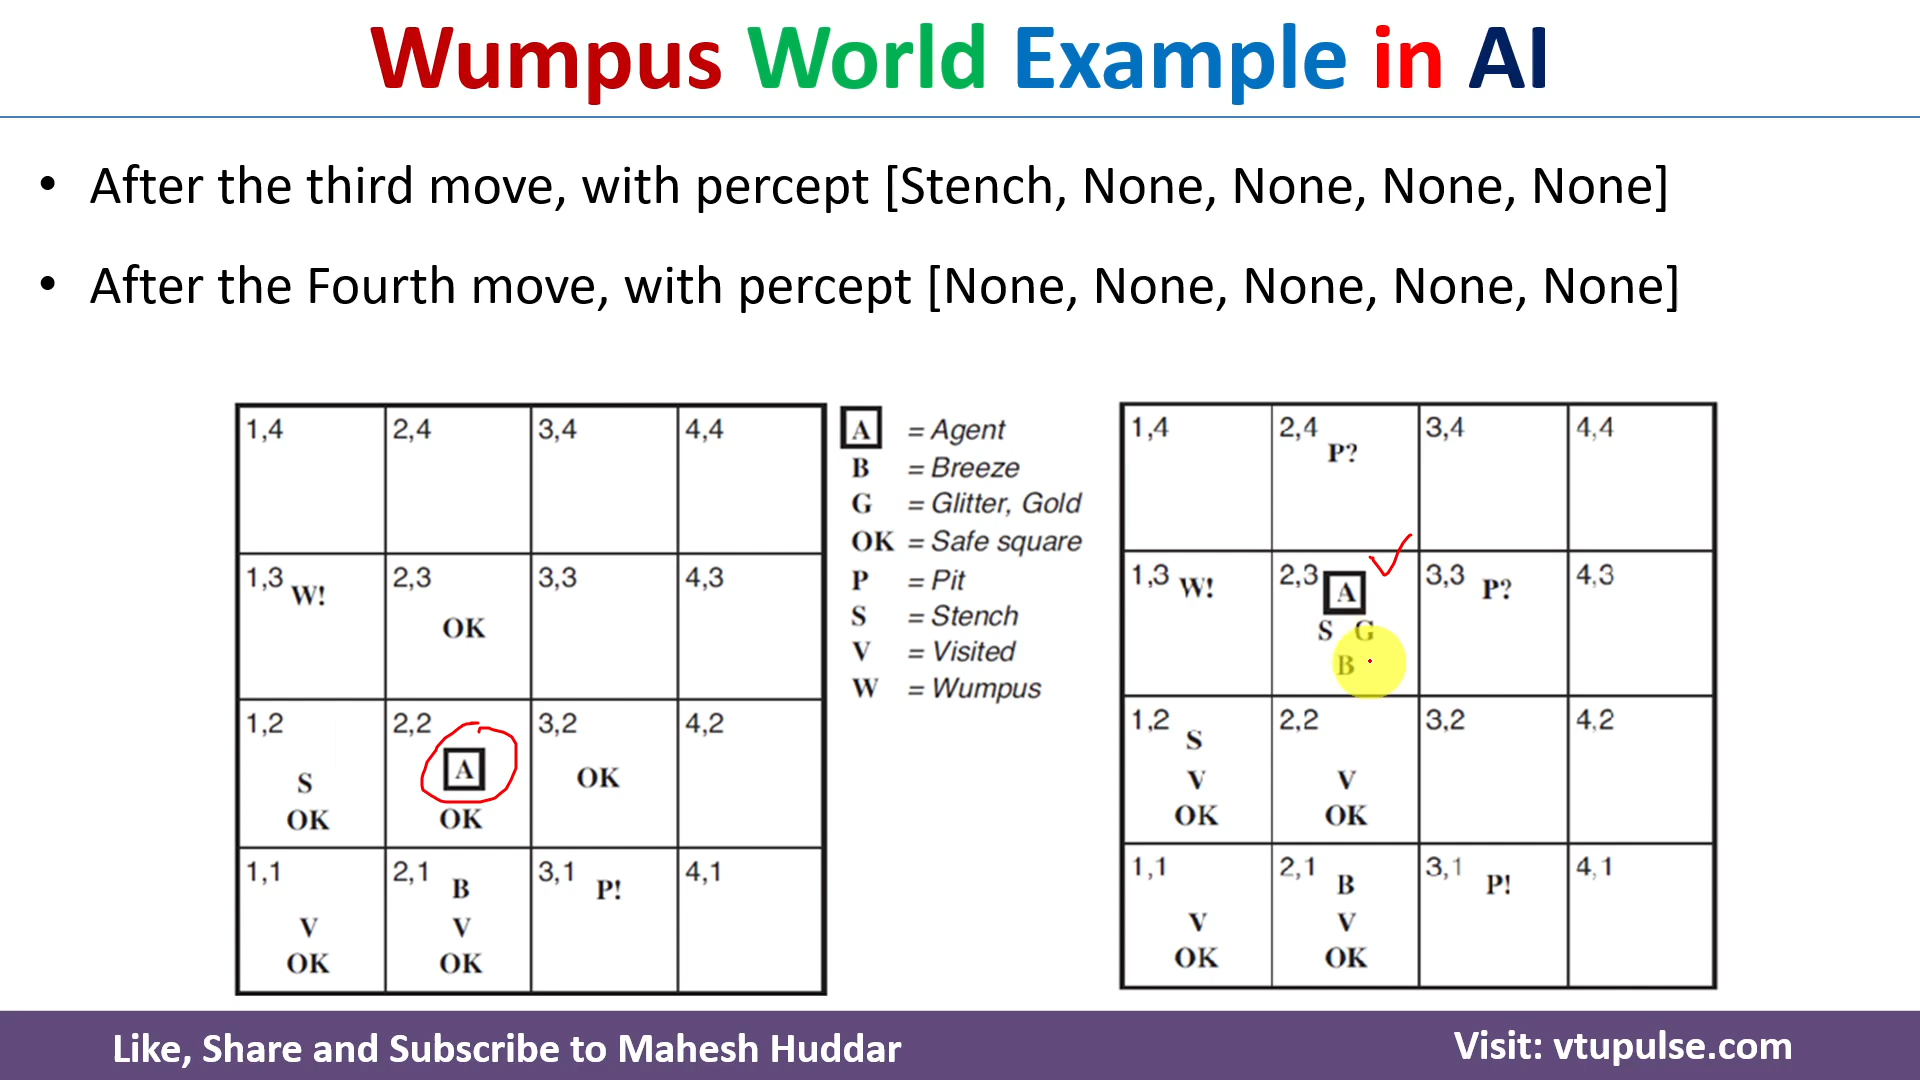 Wumpus World Example in AI
• After the third move, with percept [Stench, None, None, None, None]
• After the Fourth move, with percept [None, None, None, None, None]
1,4 2,4 3,4 4,4
1,3 W! 2,3 3,3 4,3
OK
1,2 2,2 3,2 4,2
A OK
S
OK OK
1,1 2,1 B 3,1 P! 4,1
V V
OK OK
A = Agent
B = Breeze
G = Glitter, Gold
OK = Safe square
P = Pit
S = Stench
V = Visited
W = Wumpus
1,4 2,4 P? 3,4 4,4
1,3 W! 2,3 A 3,3 P? 4,3
S G
B
1,2 S 2,2 3,2 4,2
V V
OK OK
1,1 2,1 B 3,1 P! 4,1
V V
OK OK
Like, Share and Subscribe to Mahesh Huddar
Visit: vtupulse.com